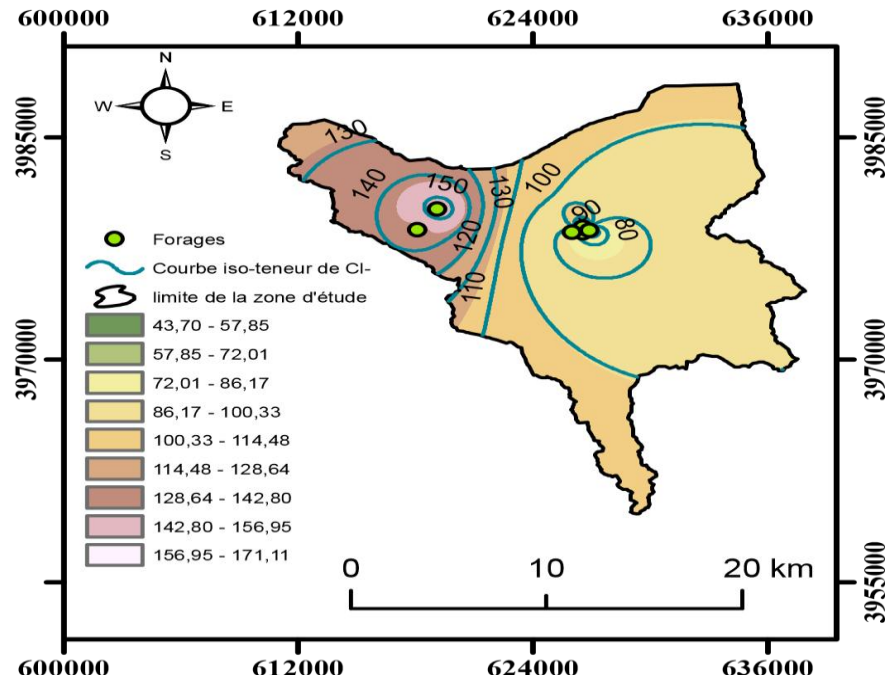 6000000 612000 624000 636000
N
W E
S
3985000 3985000
130
140
150
130
100
120
110
90
80
Forages
Courbe iso-teneur de Cl-
limite de la zone d'étude
43,70 - 57,85
57,85 - 72,01
72,01 - 86,17
86,17 - 100,33
100,33 - 114,48
114,48 - 128,64
128,64 - 142,80
142,80 - 156,95
156,95 - 171,11
3970000 3970000
0 10 20 km
3955000 3955000
6000000 612000 624000 636000